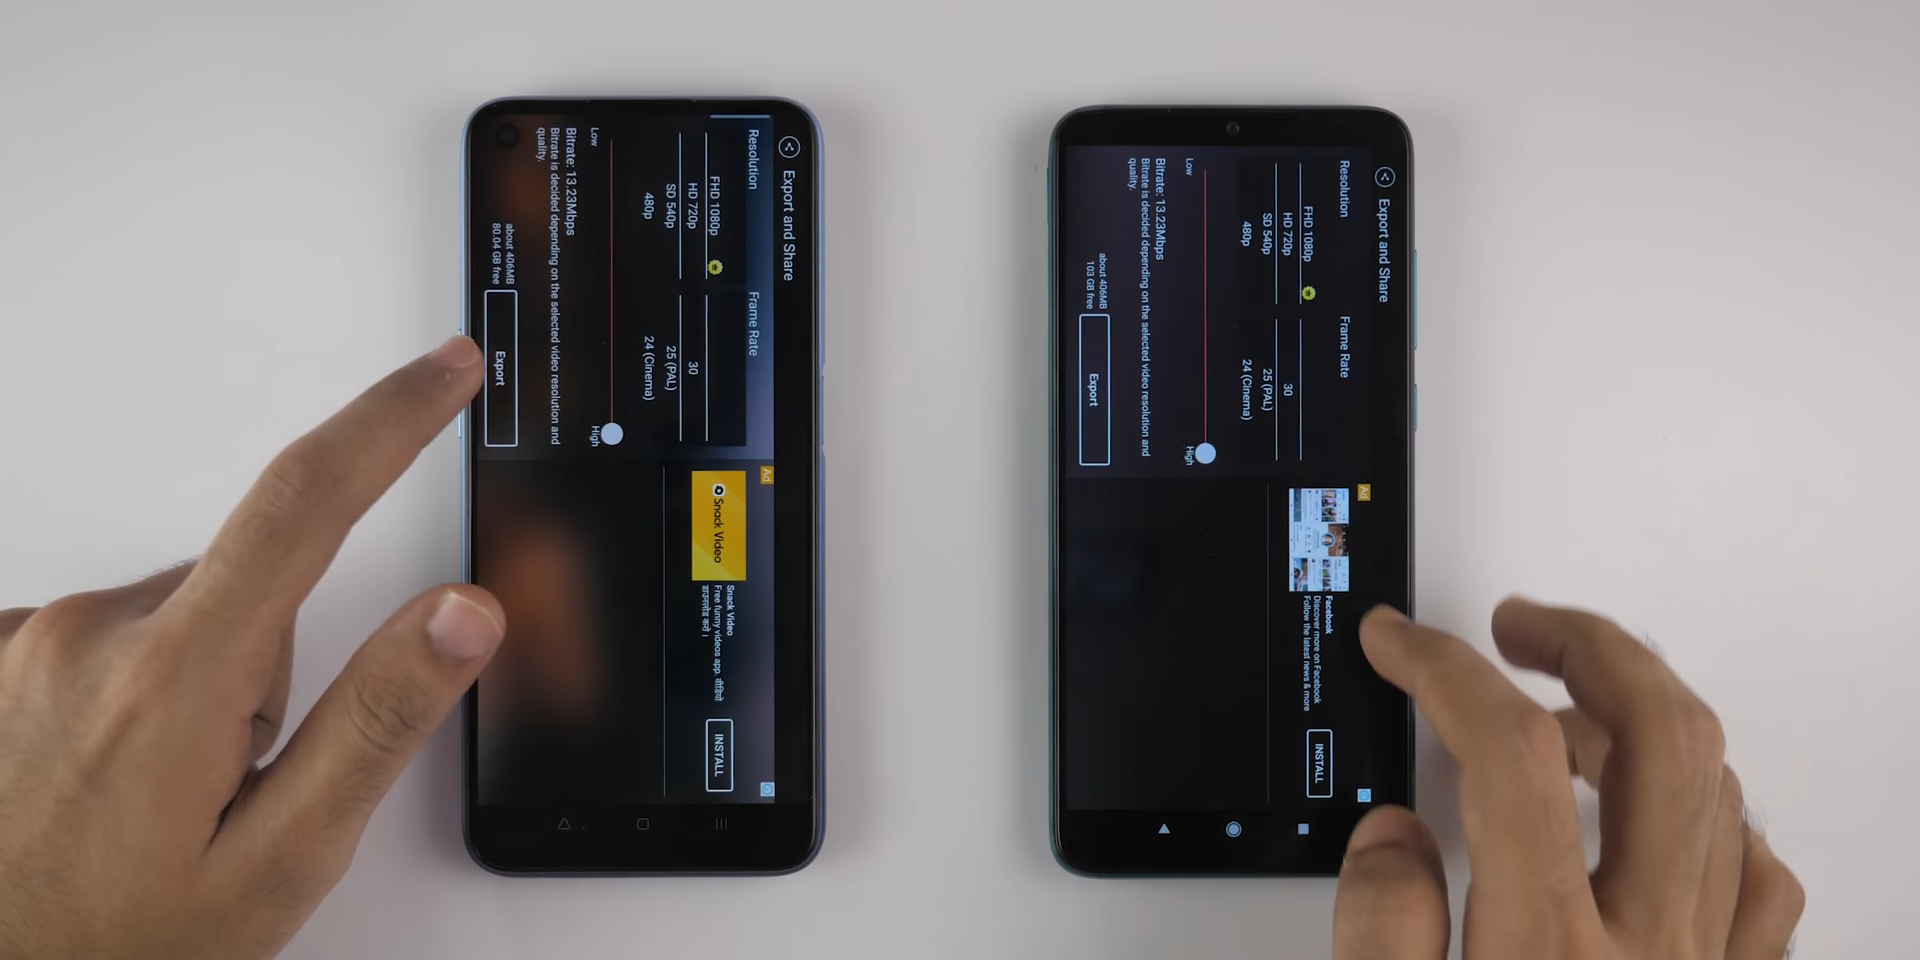 Export and Share
Resolution
FHD 1080p
HD 720p
SD 540p
480p
Frame Rate
30
25 (PAL)
24 (Cinema)
Low
High
Bitrate: 13.23Mbps
Bitrate is decided depending on the selected video resolution and
quality.
about 406MB
80.04 GB free
Export
Ad
Snack Video
Snack Video
Free funny videos app. वीडियो
डाउनलोड करो।
INSTALL
Export and Share
Resolution
FHD 1080p
HD 720p
SD 540p
480p
Frame Rate
30
25 (PAL)
24 (Cinema)
Low
High
Bitrate: 13.23Mbps
Bitrate is decided depending on the selected video resolution and
quality.
about 406MB
103 GB free
Export
Ad
Facebook
Discover more on Facebook
Follow the latest news & more
INSTALL